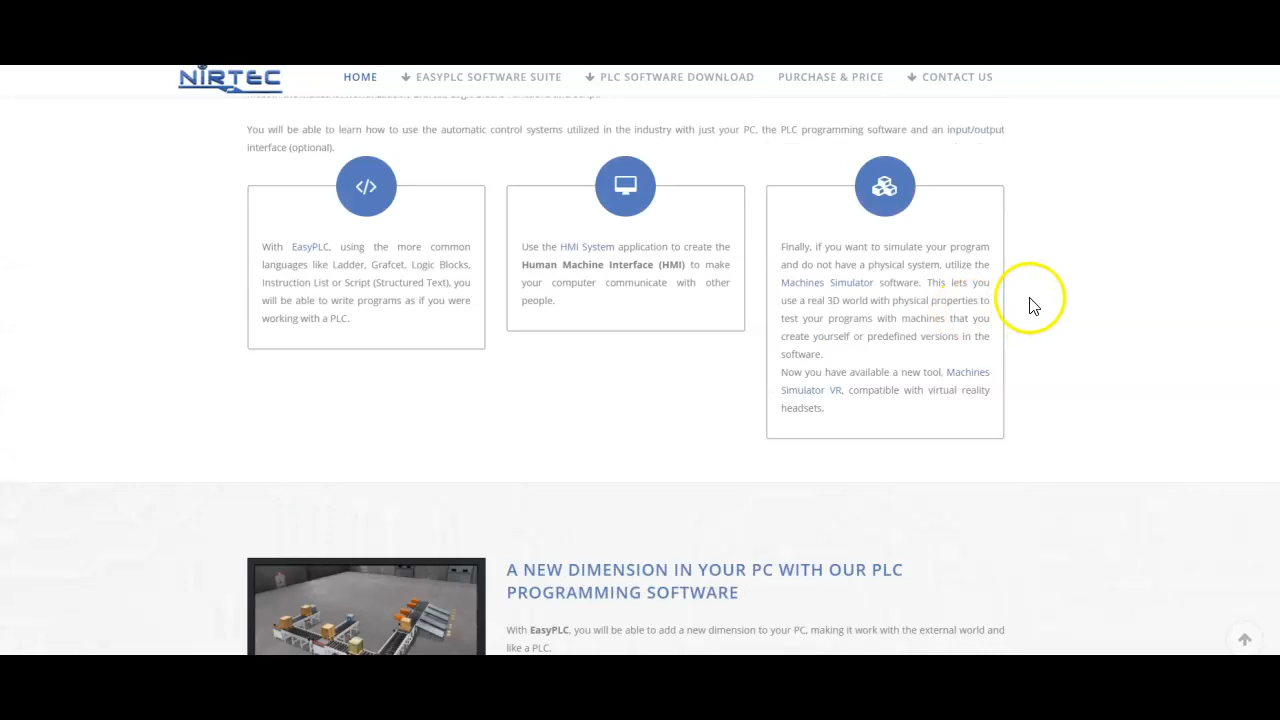 NIRTEC
HOME
EASYPLC SOFTWARE SUITE
PLC SOFTWARE DOWNLOAD
PURCHASE & PRICE
CONTACT US
You will be able to learn how to use the automatic control systems utilized in the industry with just your PC, the PLC programming software and an input/output
interface (optional).
With EasyPLC, using the more common
languages like Ladder, Grafcet, Logic Blocks,
Instruction List or Script (Structured Text), you
will be able to write programs as if you were
working with a PLC.
Use the HMI System application to create the
Human Machine Interface (HMI) to make
your computer communicate with other
people.
Finally, if you want to simulate your program
and do not have a physical system, utilize the
Machines Simulator software. This lets you
use a real 3D world with physical properties to
test your programs with machines that you
create yourself or predefined versions in the
software.
Now you have available a new tool, Machines
Simulator VR, compatible with virtual reality
headsets.
A NEW DIMENSION IN YOUR PC WITH OUR PLC
PROGRAMMING SOFTWARE
With EasyPLC, you will be able to add a new dimension to your PC, making it work with the external world and
like a PLC.